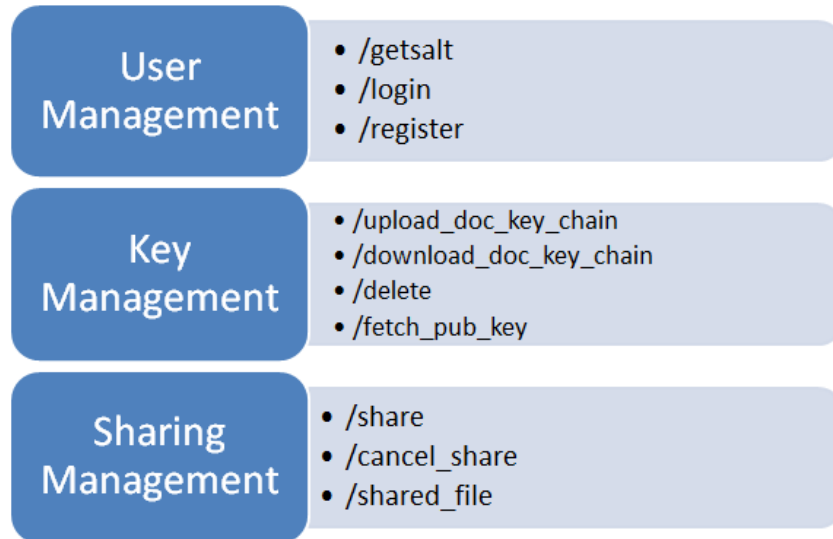 User
Management
• /getsalt
• /login
• /register
Key
Management
• /upload_doc_key_chain
• /download_doc_key_chain
• /delete
• /fetch_pub_key
Sharing
Management
• /share
• /cancel_share
• /shared_file